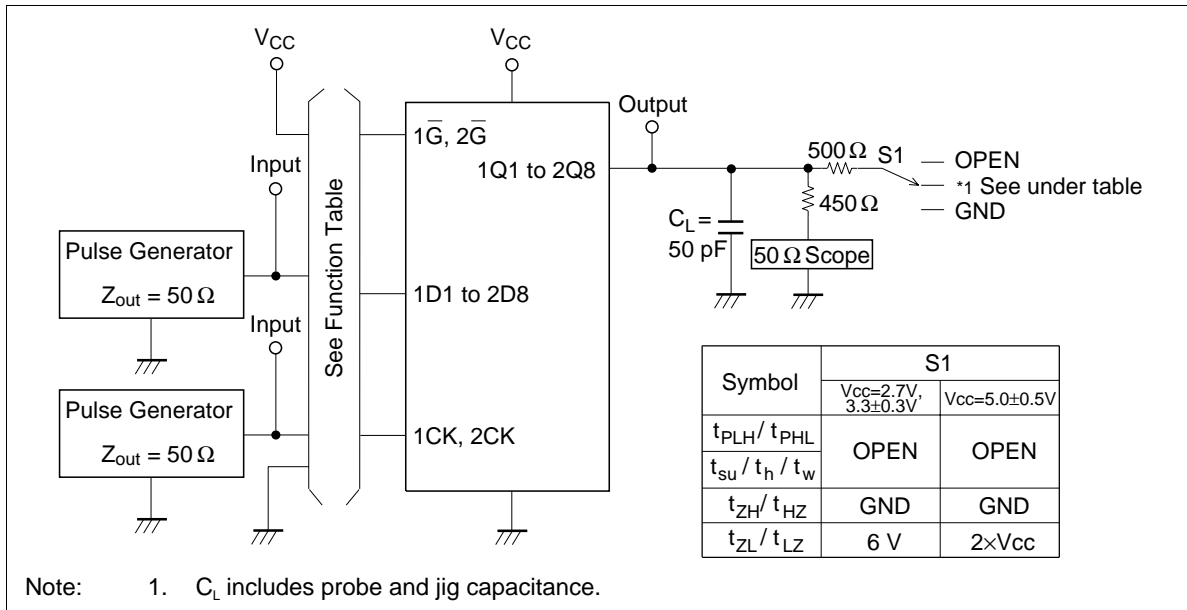 VCC
VCC
Output
Input
1G̅, 2G̅
1Q1 to 2Q8
500 Ω
S1
OPEN
*1 See under table
GND
450 Ω
CL =
50 pF
50 Ω Scope
Pulse Generator
Zout = 50 Ω
See Function Table
1D1 to 2D8
Input
Pulse Generator
Zout = 50 Ω
1CK, 2CK
Symbol
S1
Vcc=2.7V,
3.3±0.3V
Vcc=5.0±0.5V
tPLH / tPHL
OPEN
OPEN
tsu / th / tw
tZH / tHZ
GND
GND
tZL / tLZ
6 V
2×Vcc
Note: 1. CL includes probe and jig capacitance.